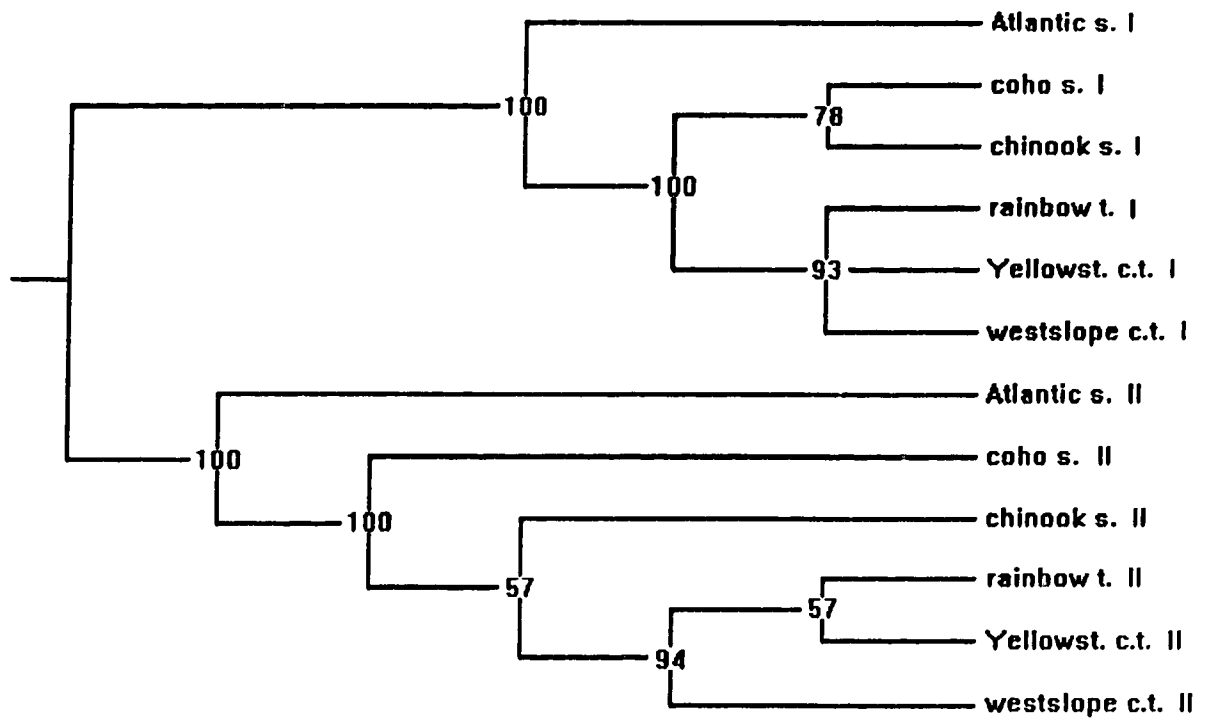 Atlantic s. I
coho s. I
100
78
chinook s. I
100
rainbow t. I
93
Yellowst. c.t. I
westslope c.t. I
Atlantic s. II
100
coho s. II
100
chinook s. II
57
rainbow t. II
57
Yellowst. c.t. II
94
westslope c.t. II